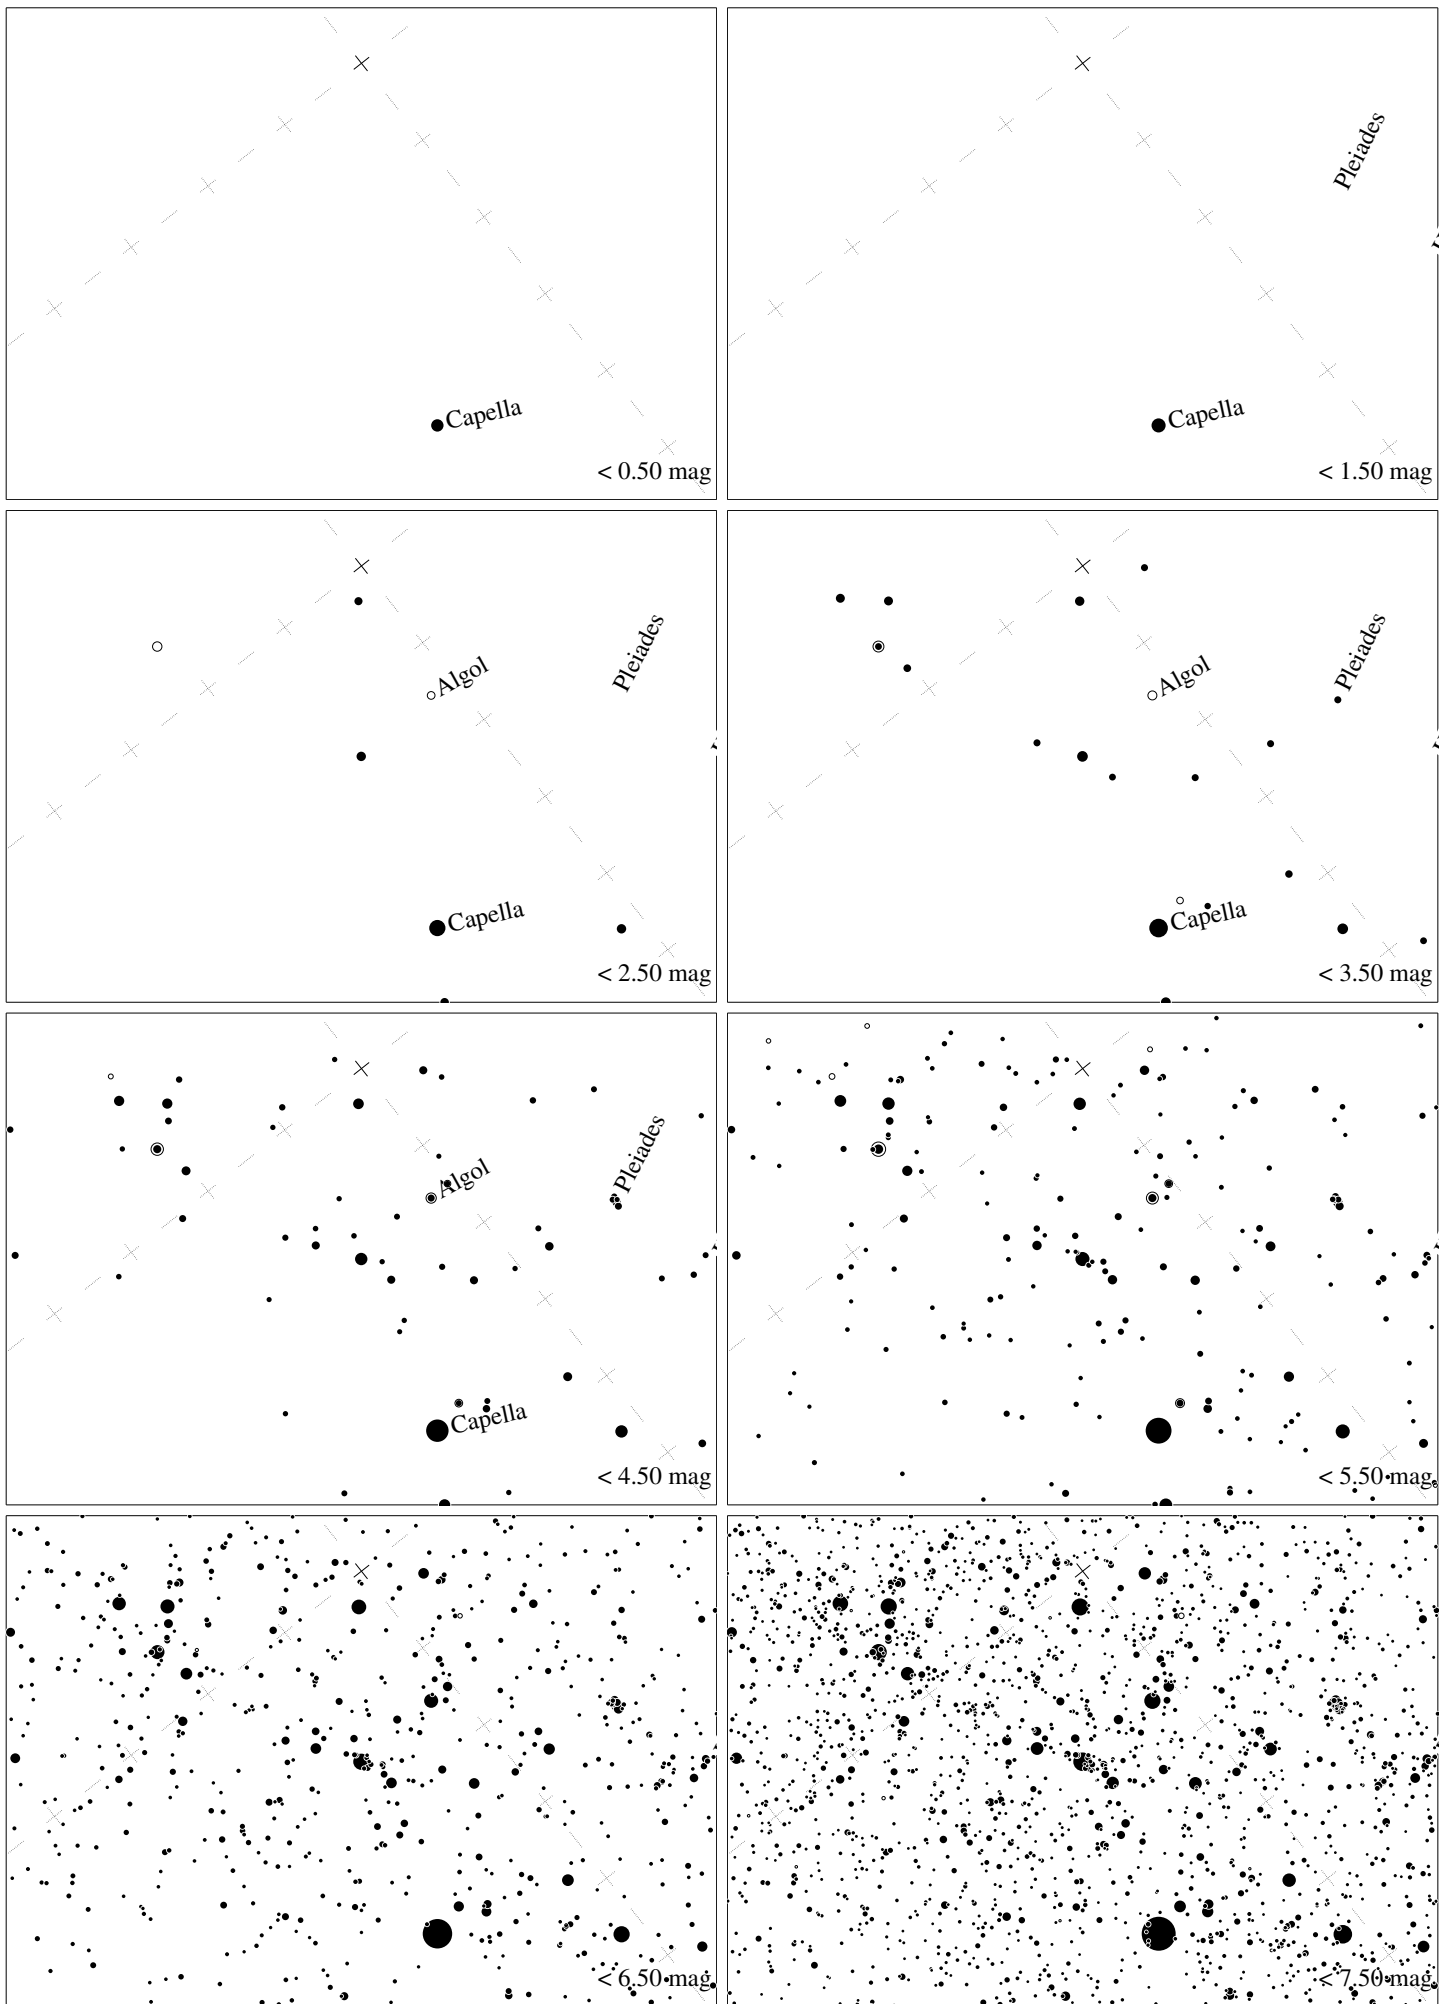 Capella
< 0.50 mag
Pleiades
Capella
< 1.50 mag
Pleiades
Algol
Capella
< 2.50 mag
Pleiades
Algol
Capella
< 3.50 mag
Pleiades
Algol
Capella
< 4.50 mag
< 5.50 mag
< 6.50 mag
< 7.50 mag